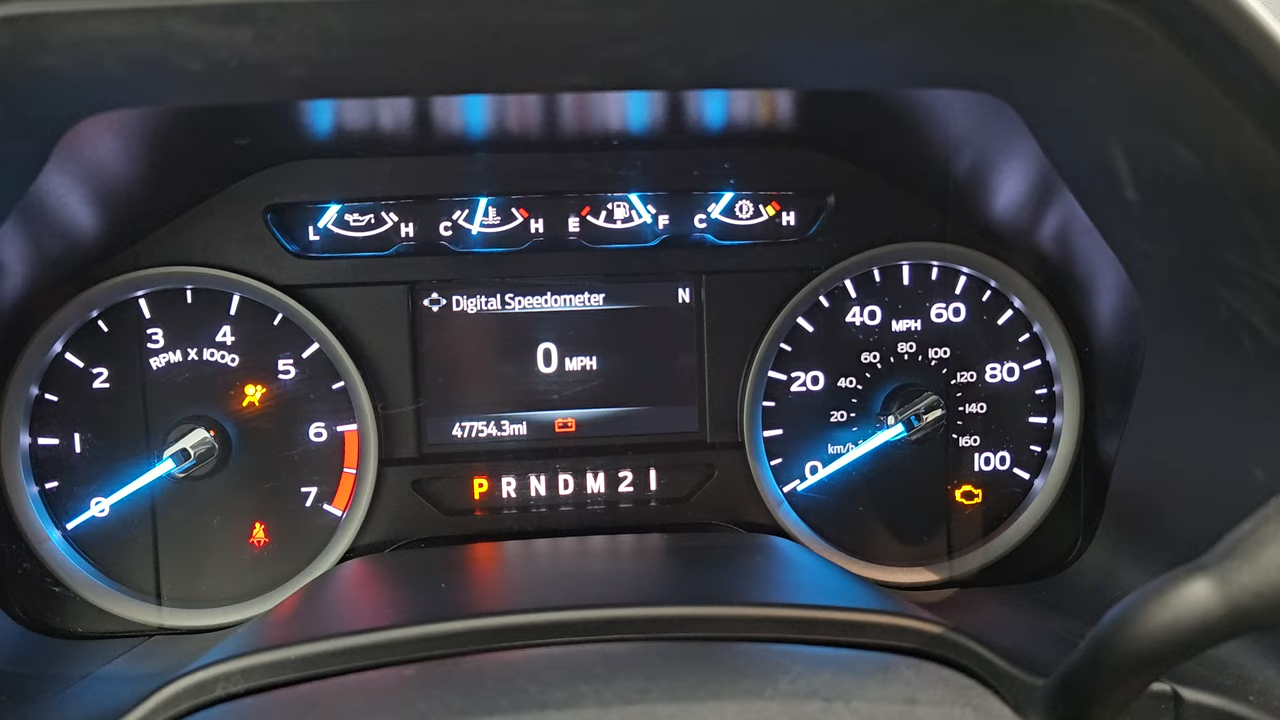 L H C H E F C H
Digital Speedometer N
0 MPH
47754.3mi
P R N D M 2 1
0 1 2 3 4 5 6 7
RPM X 1000
0 20 40 60 80 100
MPH
20 40 60 80 100 120 140 160
km/h